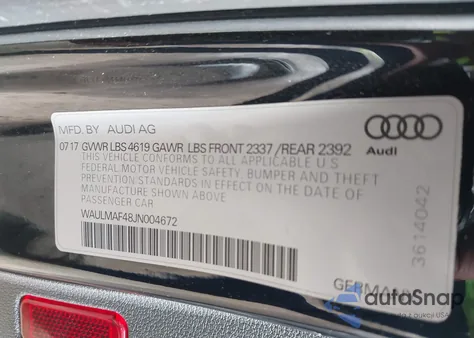 MFD. BY AUDI AG
07 17 GVWR LBS 4619 GAWR LBS FRONT 2337 /REAR 2392
THIS VEHICLE CONFORMS TO ALL APPLICABLE U.S
FEDERAL MOTOR VEHICLE SAFETY, BUMPER AND THEFT
PREVENTION STANDARDS IN EFFECT ON THE DATE OF
MANUFACTURE SHOWN ABOVE.
PASSENGER CAR
WAULMAF48JN004672
Audi
3614042
GERMANY
autoSnap